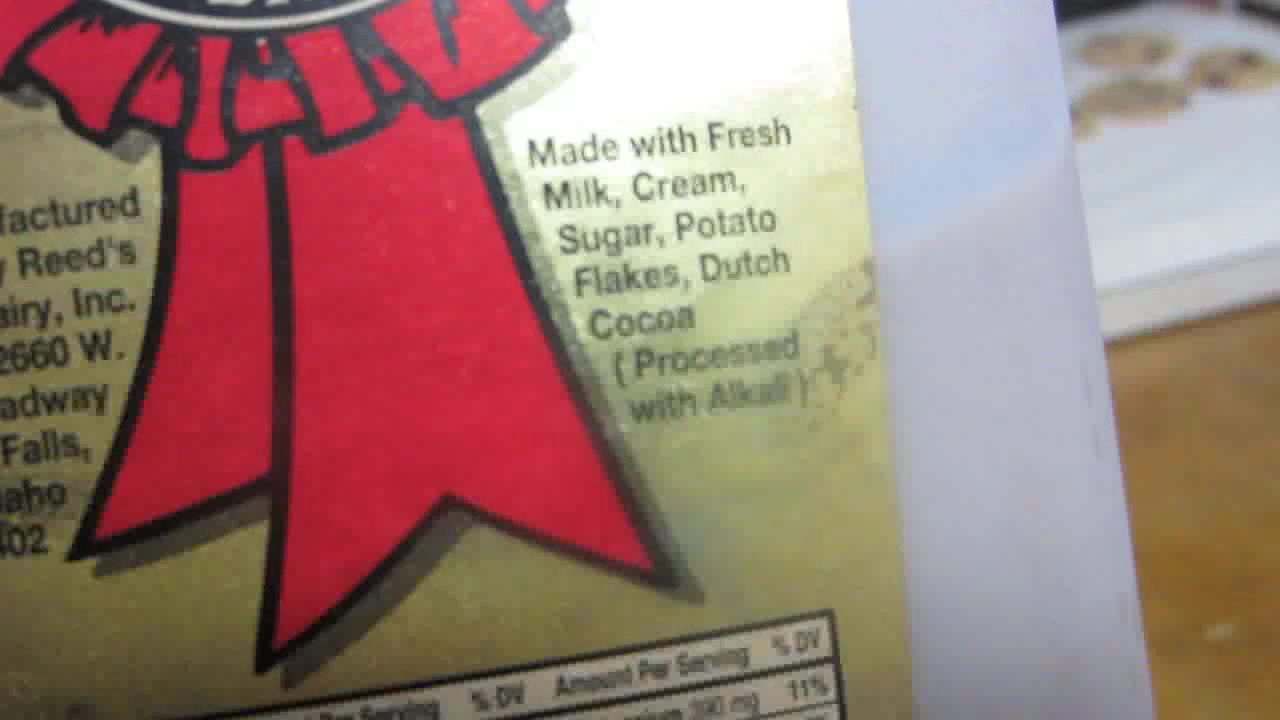 factured
Reed's
airy, Inc.
2660 W.
adway
Falls,
aho
402
Made with Fresh
Milk, Cream,
Sugar, Potato
Flakes, Dutch
Cocoa
(Processed
with Alkali)
Per Serving % DV Amount Per Serving % DV
390 mg 11%